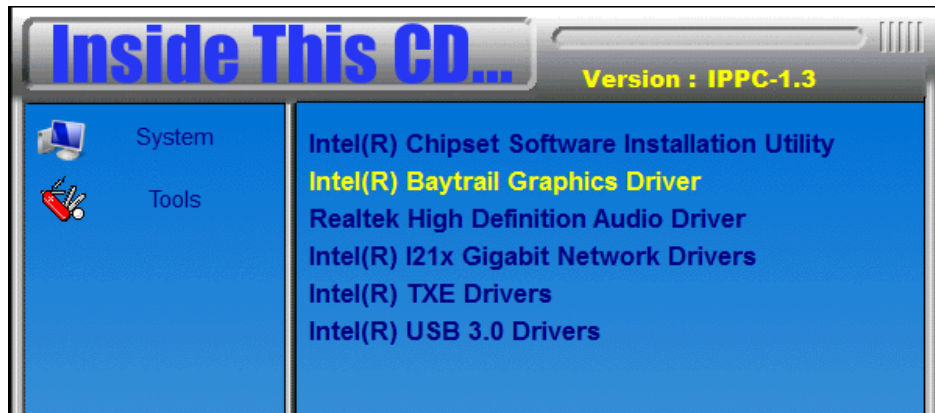 Inside This CD...
Version : IPPC-1.3
System
Tools
Intel(R) Chipset Software Installation Utility
Intel(R) Baytrail Graphics Driver
Realtek High Definition Audio Driver
Intel(R) I21x Gigabit Network Drivers
Intel(R) TXE Drivers
Intel(R) USB 3.0 Drivers